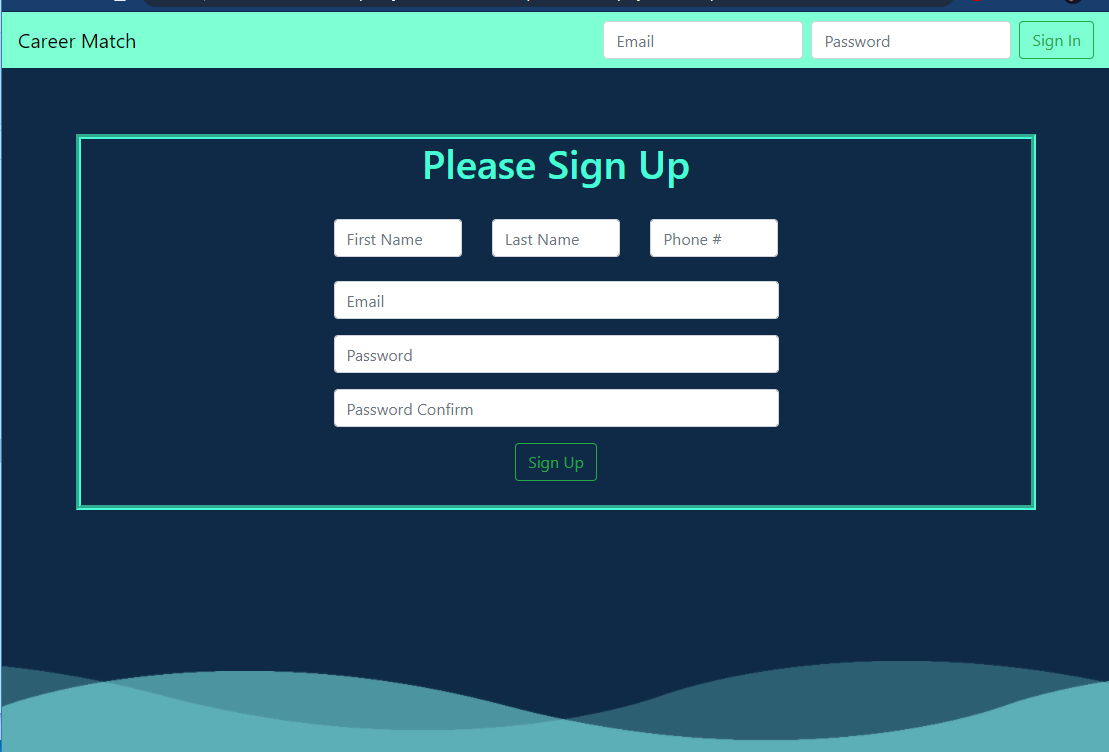 Career Match Email Password Sign In
Please Sign Up
First Name Last Name Phone #
Email
Password
Password Confirm
Sign Up